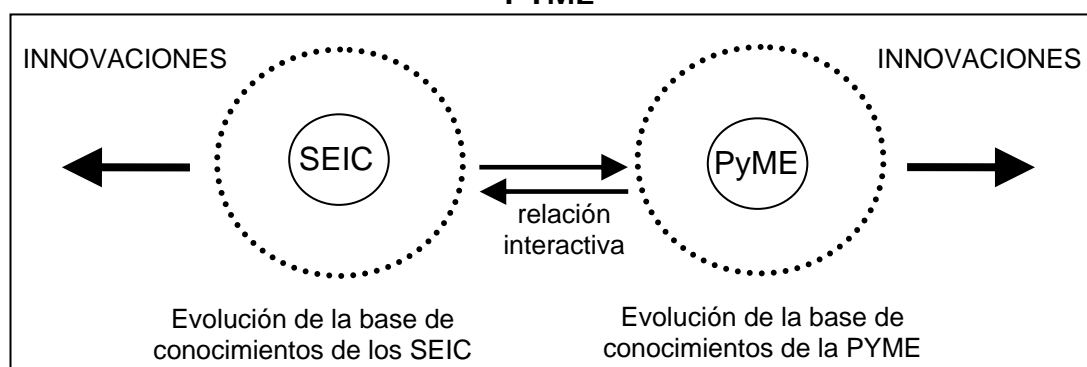 PYME
INNOVACIONES
INNOVACIONES
SEIC
PyME
relación
interactiva
Evolución de la base de
conocimientos de los SEIC
Evolución de la base de
conocimientos de la PYME